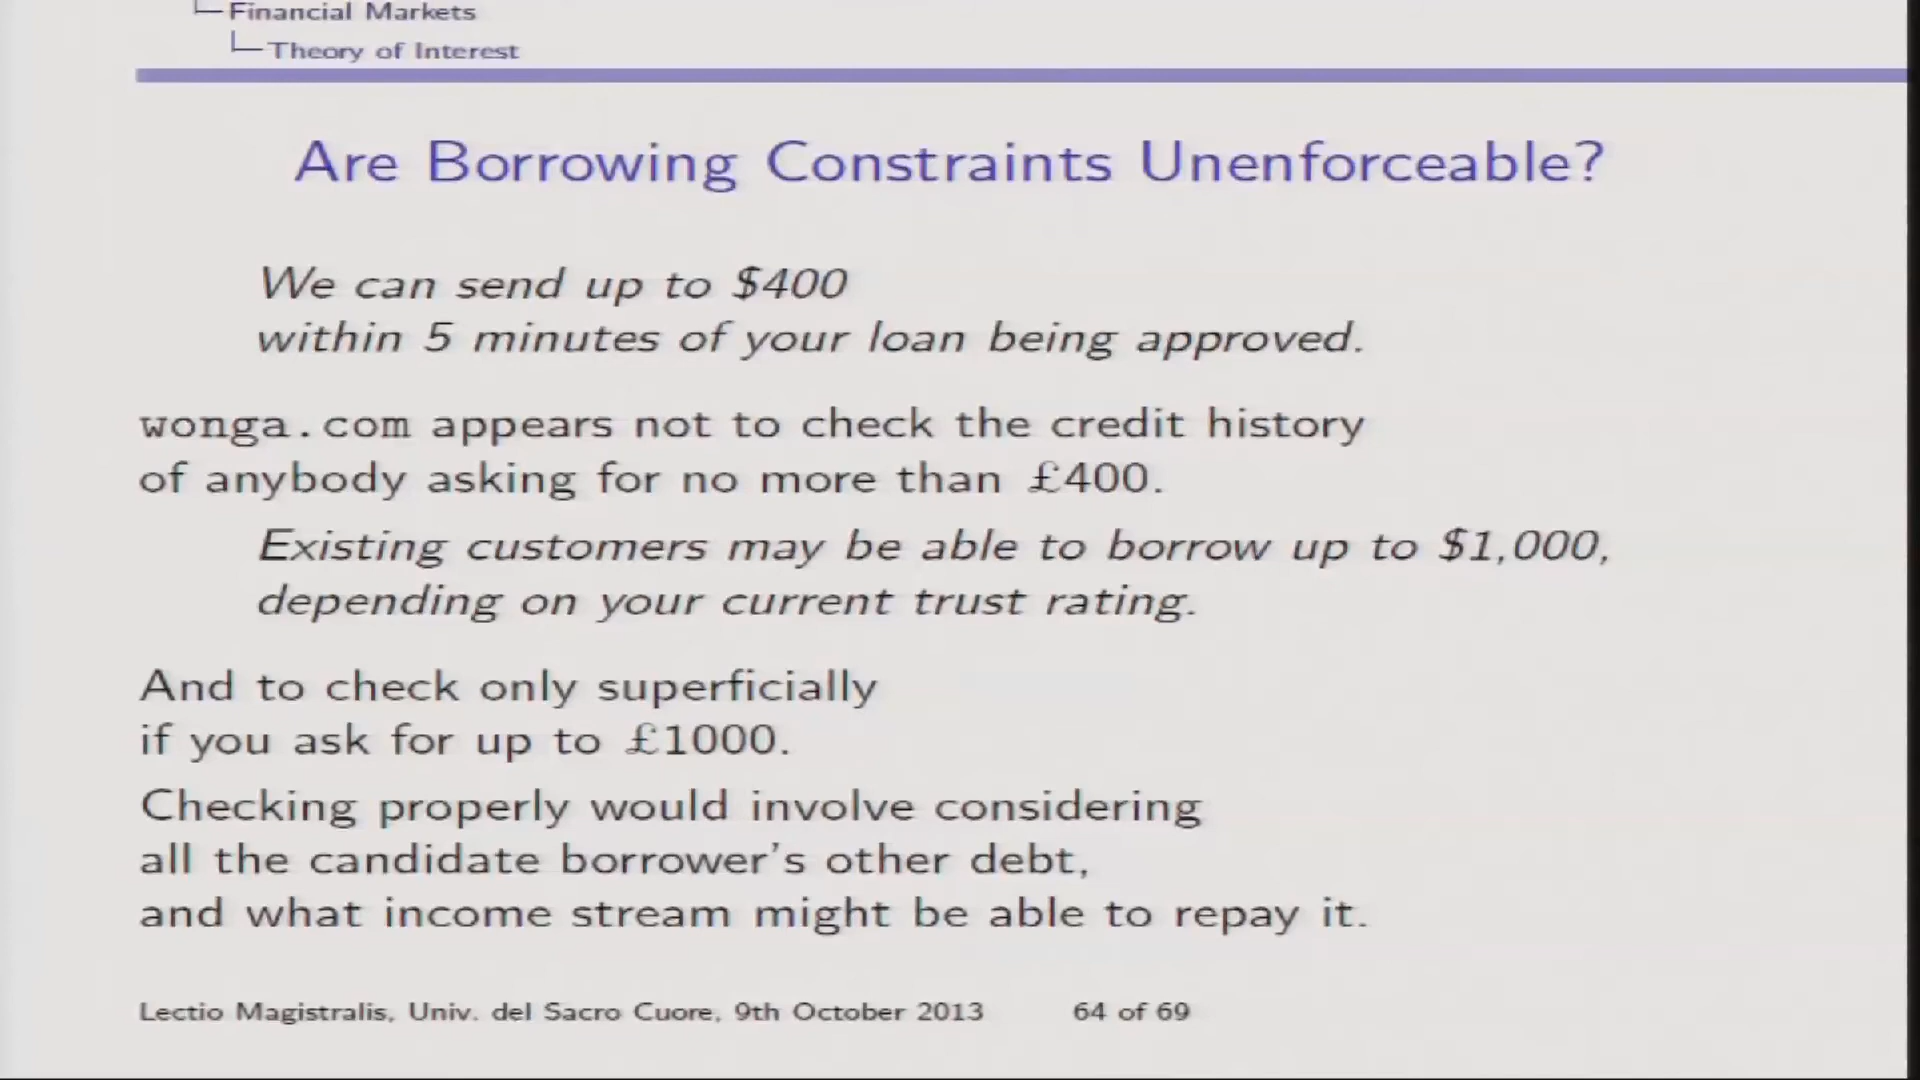 Financial Markets
Theory of Interest
Are Borrowing Constraints Unenforceable?
We can send up to $400
within 5 minutes of your loan being approved.
wonga.com appears not to check the credit history
of anybody asking for no more than £400.
Existing customers may be able to borrow up to $1,000,
depending on your current trust rating.
And to check only superficially
if you ask for up to £1000.
Checking properly would involve considering
all the candidate borrower's other debt,
and what income stream might be able to repay it.
Lectio Magistralis, Univ. del Sacro Cuore, 9th October 2013 64 of 69